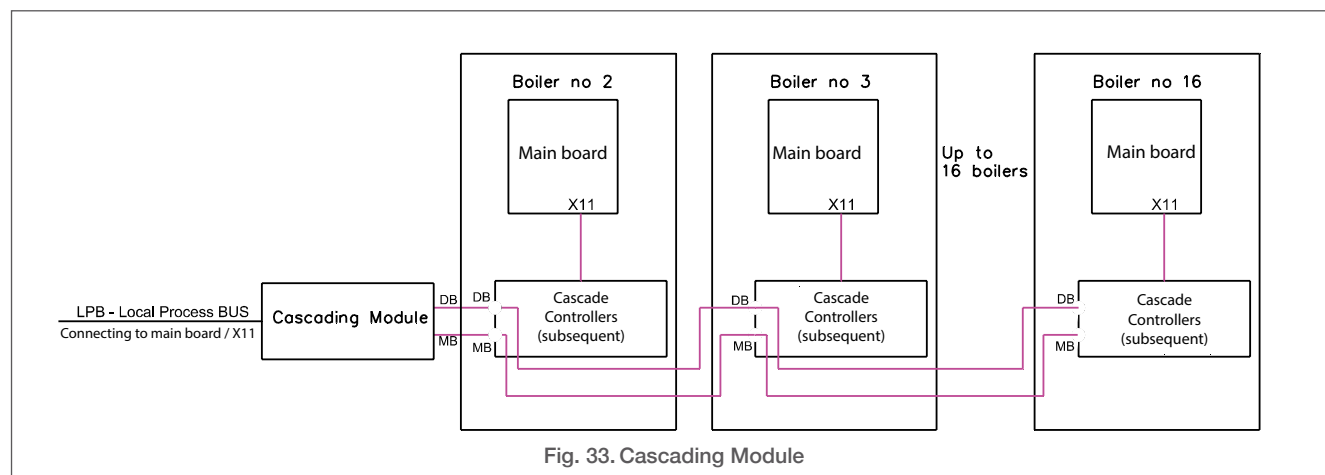 Boiler no 2
Main board
X11
Boiler no 3
Main board
X11
Up to
16 boilers
Boiler no 16
Main board
X11
LPB - Local Process BUS
Connecting to main board / X11
Cascading Module
DB
MB
DB
MB
Cascade
Controllers
(subsequent)
DB
MB
Cascade
Controllers
(subsequent)
DB
MB
Cascade
Controllers
(subsequent)
Fig. 33. Cascading Module